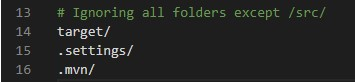 13 # Ignoring all folders except /src/
14 target/
15 .settings/
16 .mvn/